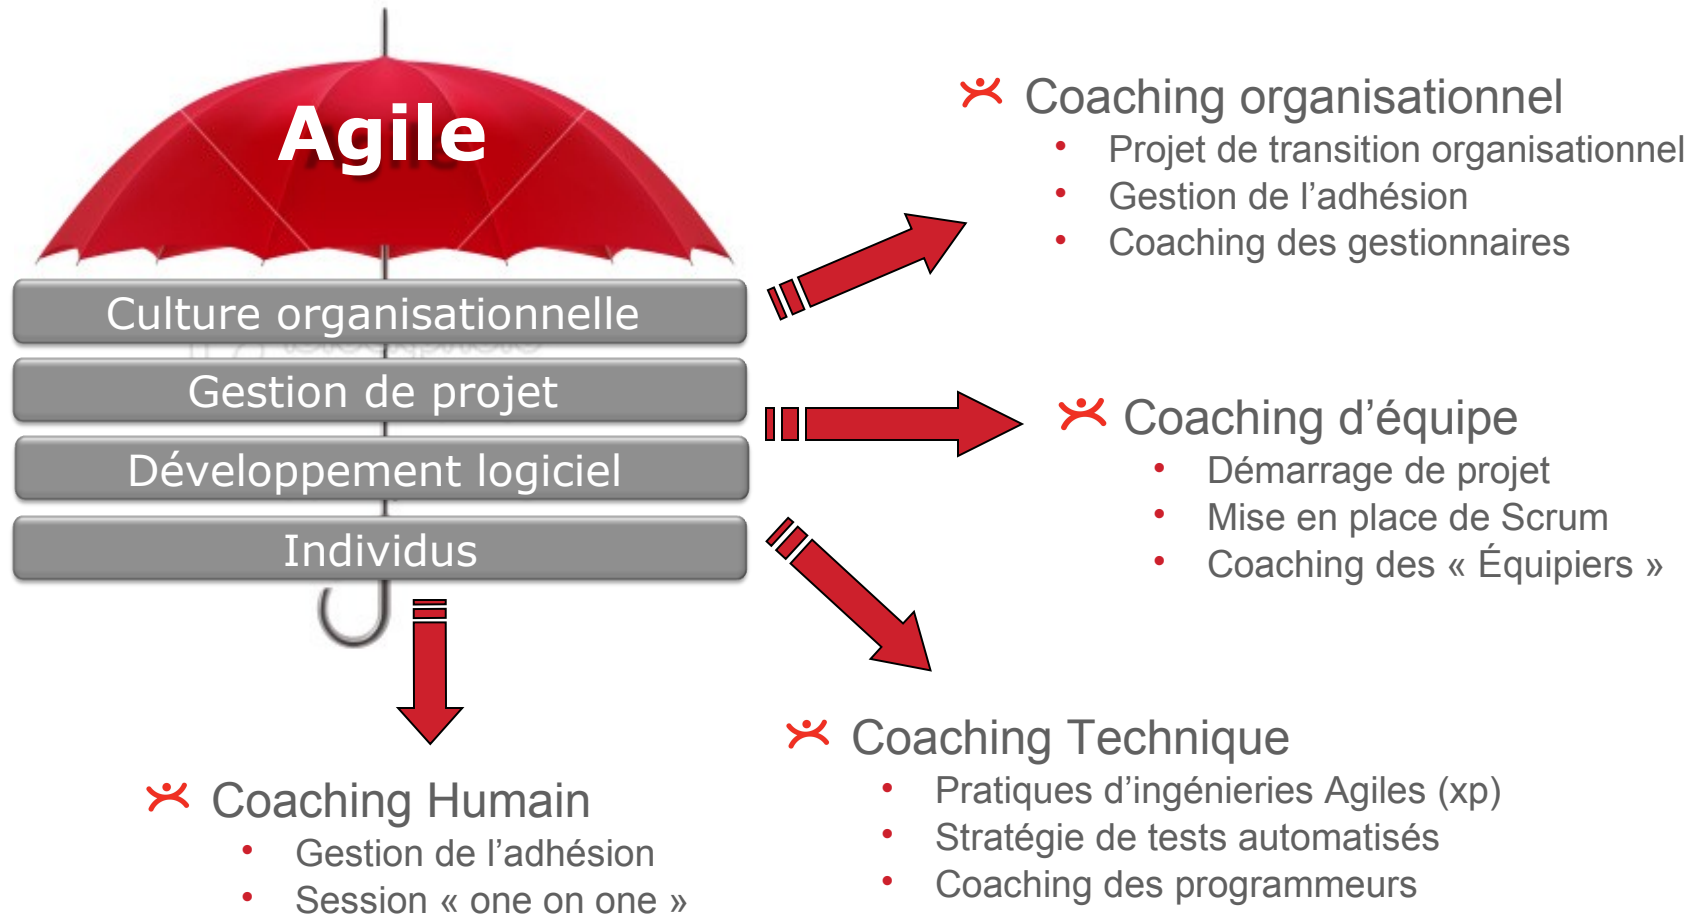 Agile
Culture organisationnelle
Gestion de projet
Développement logiciel
Individus
Coaching organisationnel
• Projet de transition organisationnel
• Gestion de l’adhésion
• Coaching des gestionnaires
Coaching d’équipe
• Démarrage de projet
• Mise en place de Scrum
• Coaching des « Équipiers »
Coaching Technique
• Pratiques d’ingénieries Agiles (xp)
• Stratégie de tests automatisés
• Coaching des programmeurs
Coaching Humain
• Gestion de l’adhésion
• Session « one on one »